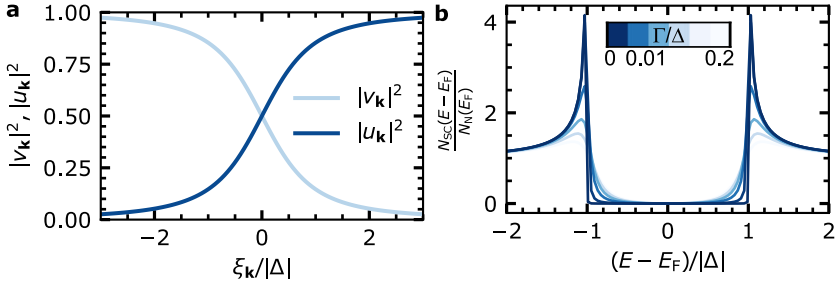 a
1.00
0.75
0.50
0.25
0.00
|v_k|², |u_k|²
|v_k|²
|u_k|²
−2 0 2
ξ_k/|Δ|
b
4
2
0
N_SC(E − E_F)
N_N(E_F)
Γ/Δ
0 0.01 0.2
−2 −1 0 1 2
(E − E_F)/|Δ|